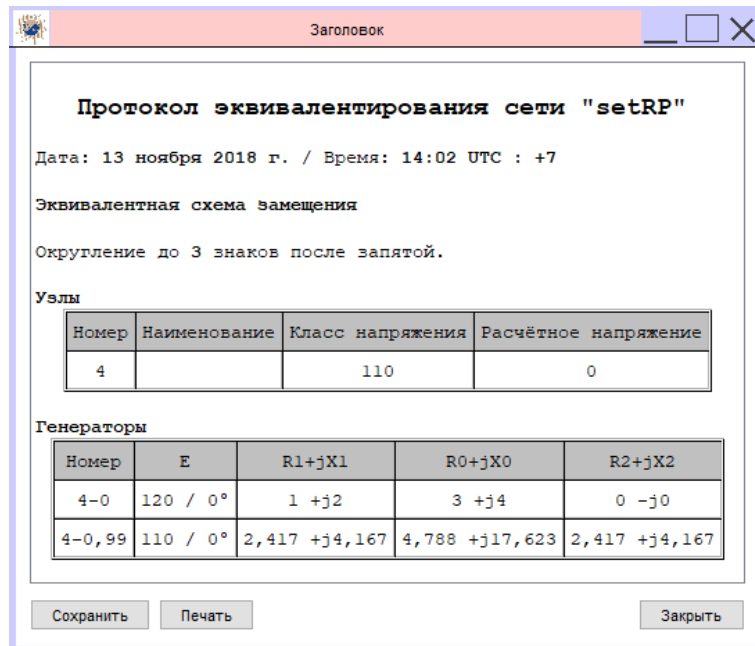 Заголовок
Протокол эквивалентирования сети "setRP"
Дата: 13 ноября 2018 г. / Время: 14:02 UTC : +7
Эквивалентная схема замещения
Округление до 3 знаков после запятой.
Узлы
Номер Наименование Класс напряжения Расчётное напряжение
4 110 0
Генераторы
Номер E R1+jX1 R0+jX0 R2+jX2
4-0 120 / 0° 1 +j2 3 +j4 0 -j0
4-0,99 110 / 0° 2,417 +j4,167 4,788 +j17,623 2,417 +j4,167
Сохранить Печать Закрыть